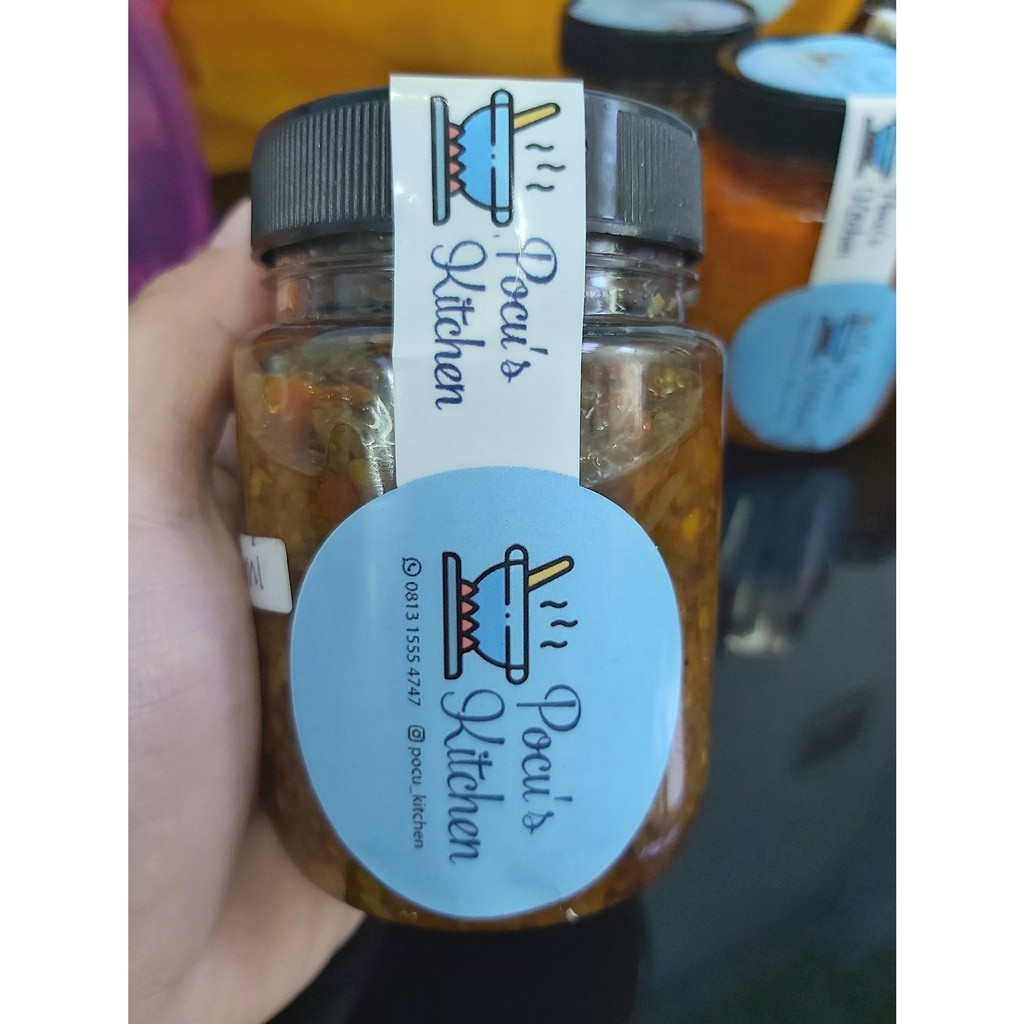 Pocu's
Kitchen
Pocu's
Kitchen
0813 1555 4747 pocu_kitchen